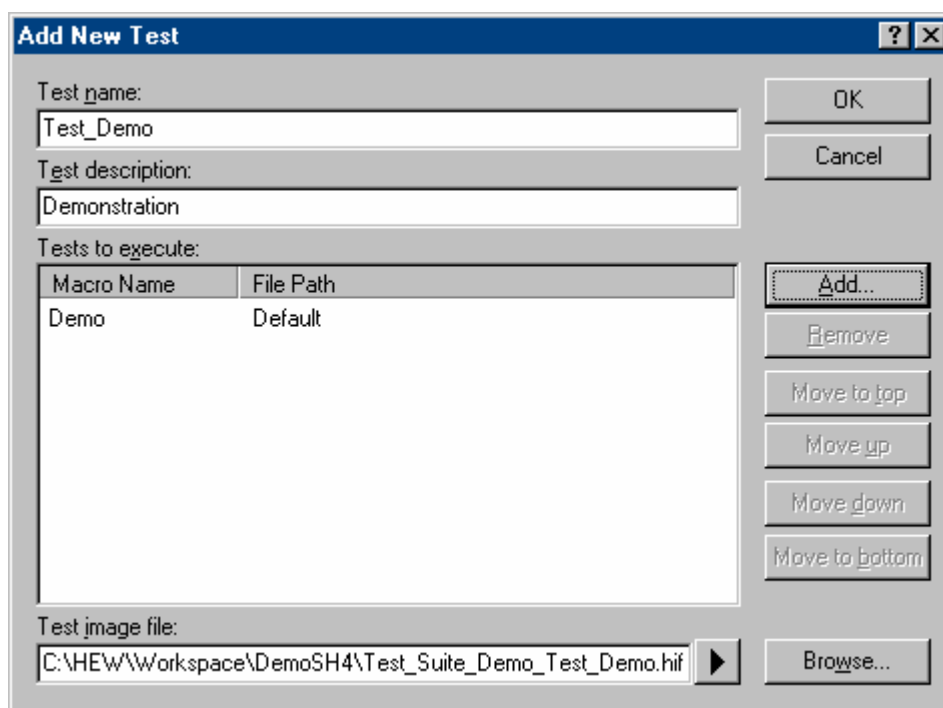 Add New Test
Test name:
OK
Test_Demo
Cancel
Test description:
Demonstration
Tests to execute:
Macro Name File Path
Add...
Demo Default
Remove
Move to top
Move up
Move down
Move to bottom
Test image file:
C:\HEW\Workspace\DemoSH4\Test_Suite_Demo_Test_Demo.hif
Browse...